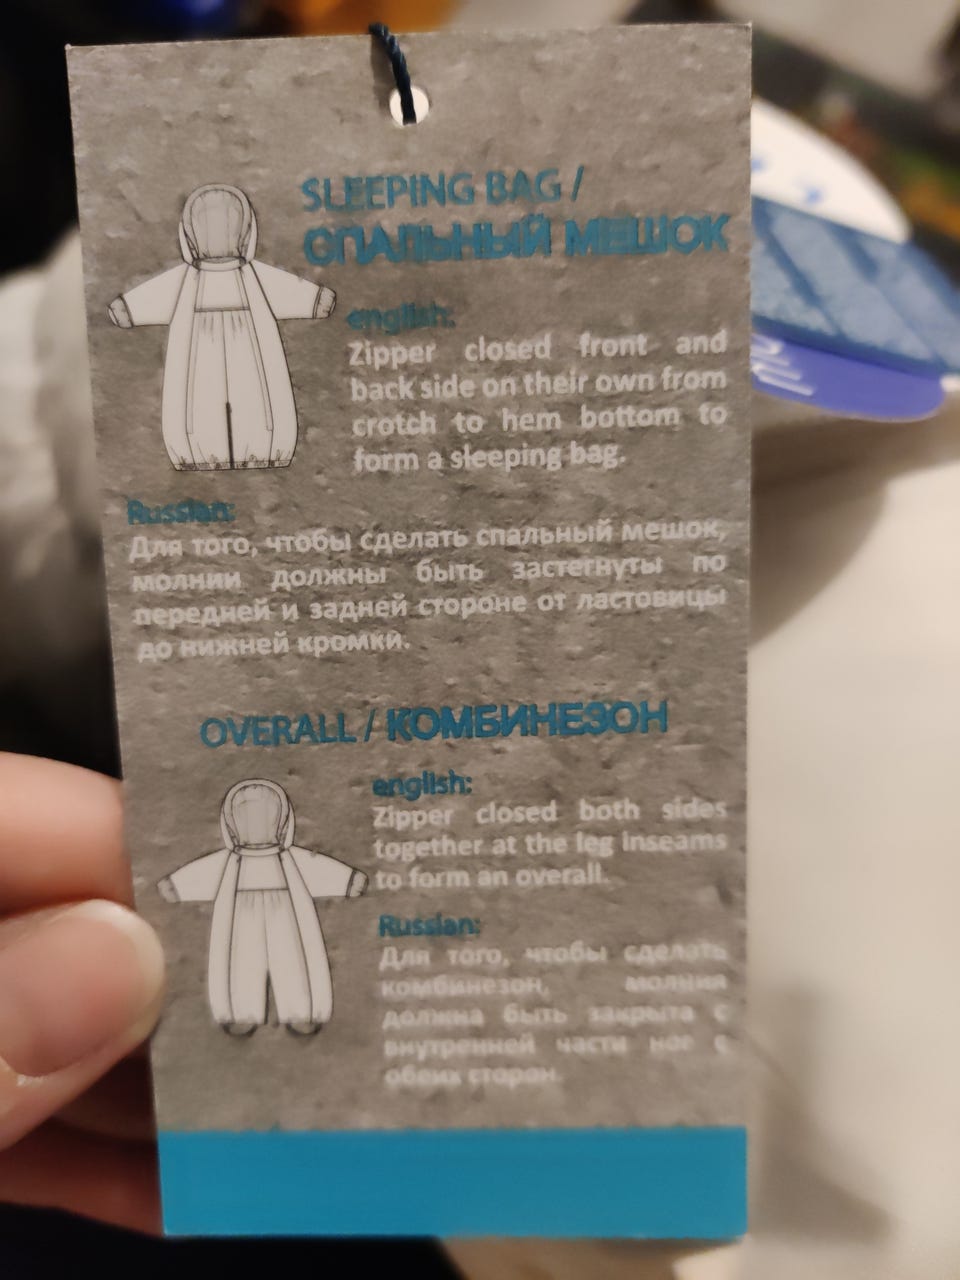 SLEEPING BAG /
СПАЛЬНЫЙ МЕШОК
english:
Zipper closed front and
back side on their own from
crotch to hem bottom to
form a sleeping bag.
Russian:
Для того, чтобы сделать спальный мешок,
молнии должны быть застегнуты по
передней и задней стороне от ластовицы
до нижней кромки.
OVERALL / КОМБИНЕЗОН
english:
Zipper closed both sides
together at the leg inseams
to form an overall.
Russian:
Для того, чтобы сделать
комбинезон, молния
должна быть закрыта с
внутренней части ног с
обеих сторон.